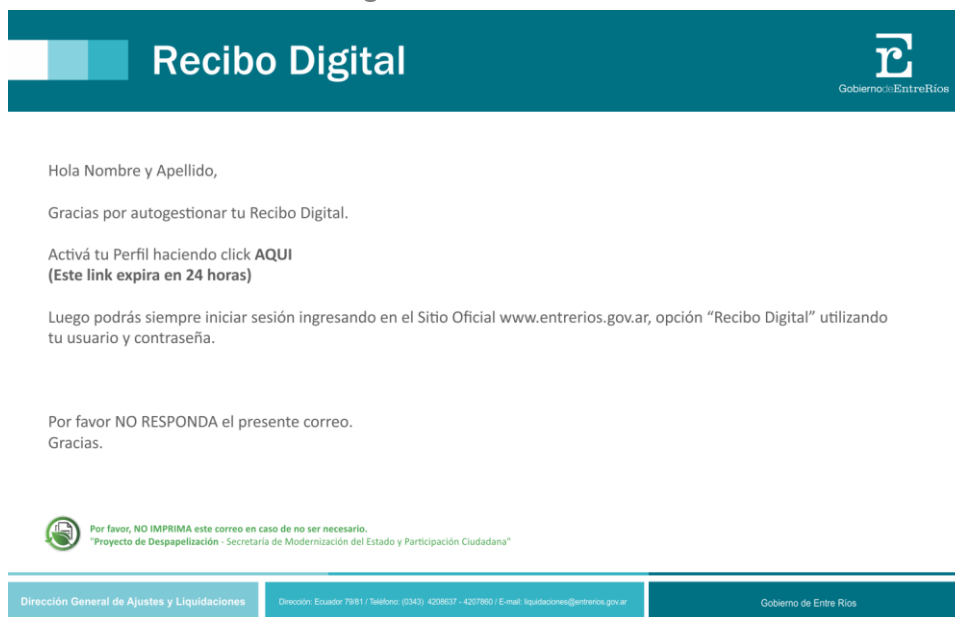 Recibo Digital
GobiernodeEntreRíos
Hola Nombre y Apellido,
Gracias por autogestionar tu Recibo Digital.
Activá tu Perfil haciendo click AQUI
(Este link expira en 24 horas)
Luego podrás siempre iniciar sesión ingresando en el Sitio Oficial www.entrerios.gov.ar, opción “Recibo Digital” utilizando
tu usuario y contraseña.
Por favor NO RESPONDA el presente correo.
Gracias.
Por favor, NO IMPRIMA este correo en caso de no ser necesario.
"Proyecto de Despapelización - Secretaría de Modernización del Estado y Participación Ciudadana"
Dirección General de Ajustes y Liquidaciones
Dirección: Ecuador 79/81 / Teléfono: (0343) 4208637 - 4207860 / E-mail: liquidaciones@entrerios.gov.ar
Gobierno de Entre Ríos